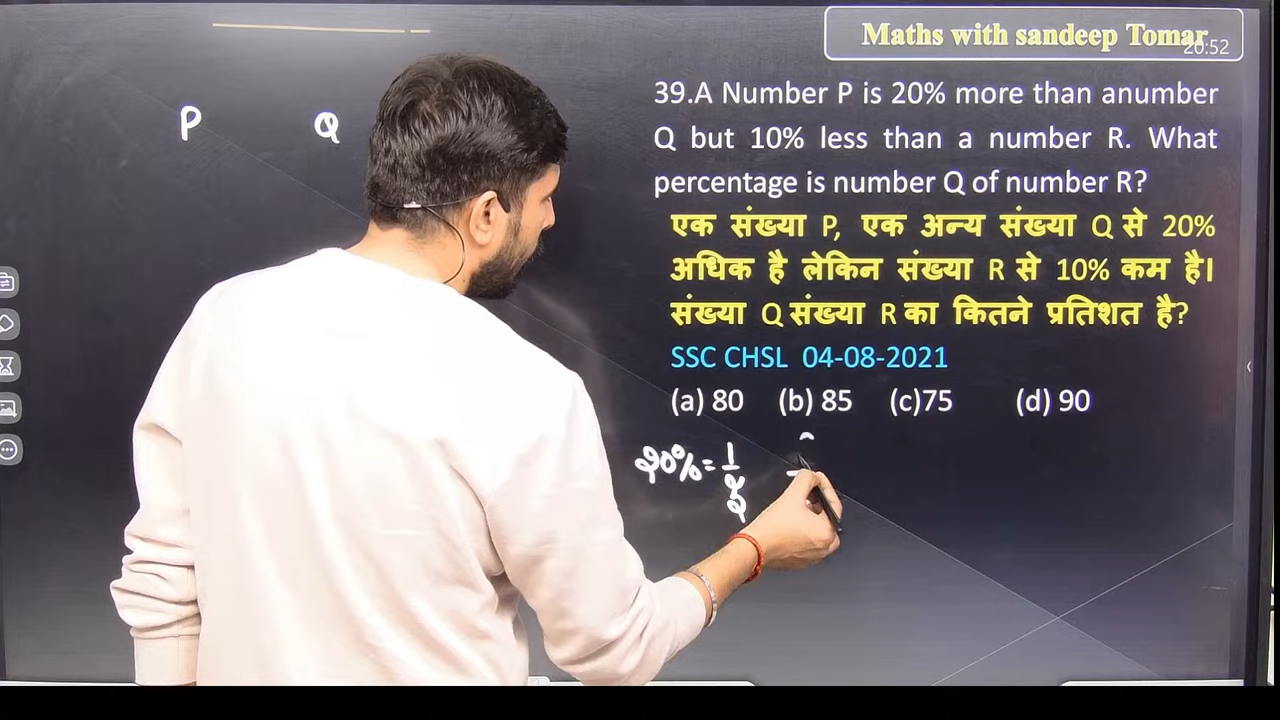 Maths with sandeep Tomar
20:52
P Q
39.A Number P is 20% more than anumber
Q but 10% less than a number R. What
percentage is number Q of number R?
एक संख्या P, एक अन्य संख्या Q से 20%
अधिक है लेकिन संख्या R से 10% कम है।
संख्या Q संख्या R का कितने प्रतिशत है?
SSC CHSL 04-08-2021
(a) 80 (b) 85 (c)75 (d) 90
20% = 1